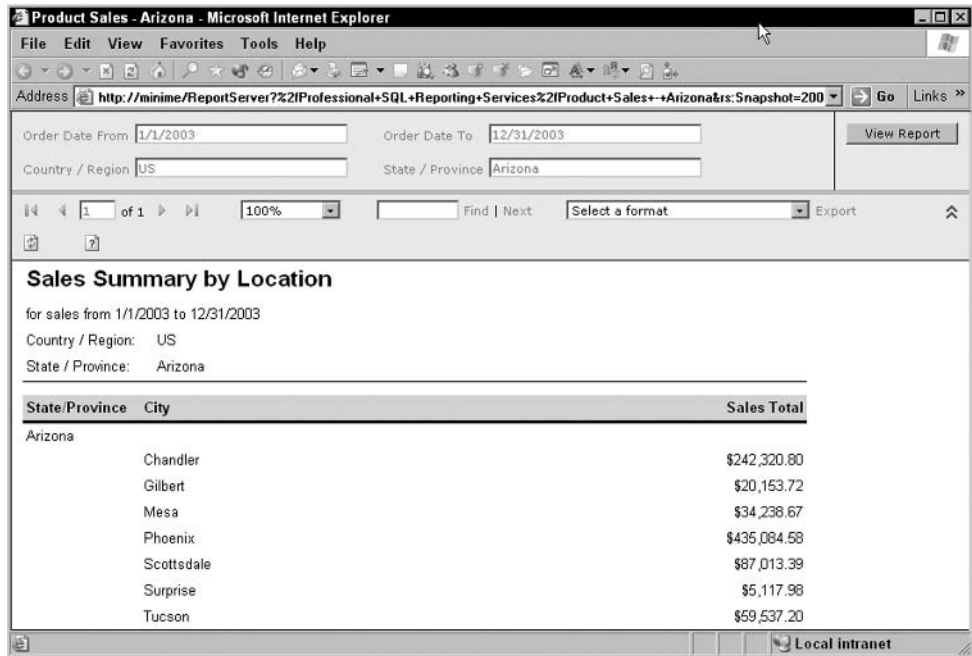 Product Sales - Arizona - Microsoft Internet Explorer
File Edit View Favorites Tools Help
Address http://minime/ReportServer?%2fProfessional+SQL+Reporting+Services%2fProduct+Sales+-+Arizona&rs:Snapshot=200 Go Links »
Order Date From 1/1/2003 Order Date To 12/31/2003 View Report
Country / Region US State / Province Arizona
1 of 1 100% Find | Next Select a format Export
Sales Summary by Location
for sales from 1/1/2003 to 12/31/2003
Country / Region: US
State / Province: Arizona
State/Province City Sales Total
Arizona
Chandler $242,320.80
Gilbert $20,153.72
Mesa $34,238.67
Phoenix $435,084.58
Scottsdale $87,013.39
Surprise $5,117.98
Tucson $59,537.20
Local intranet